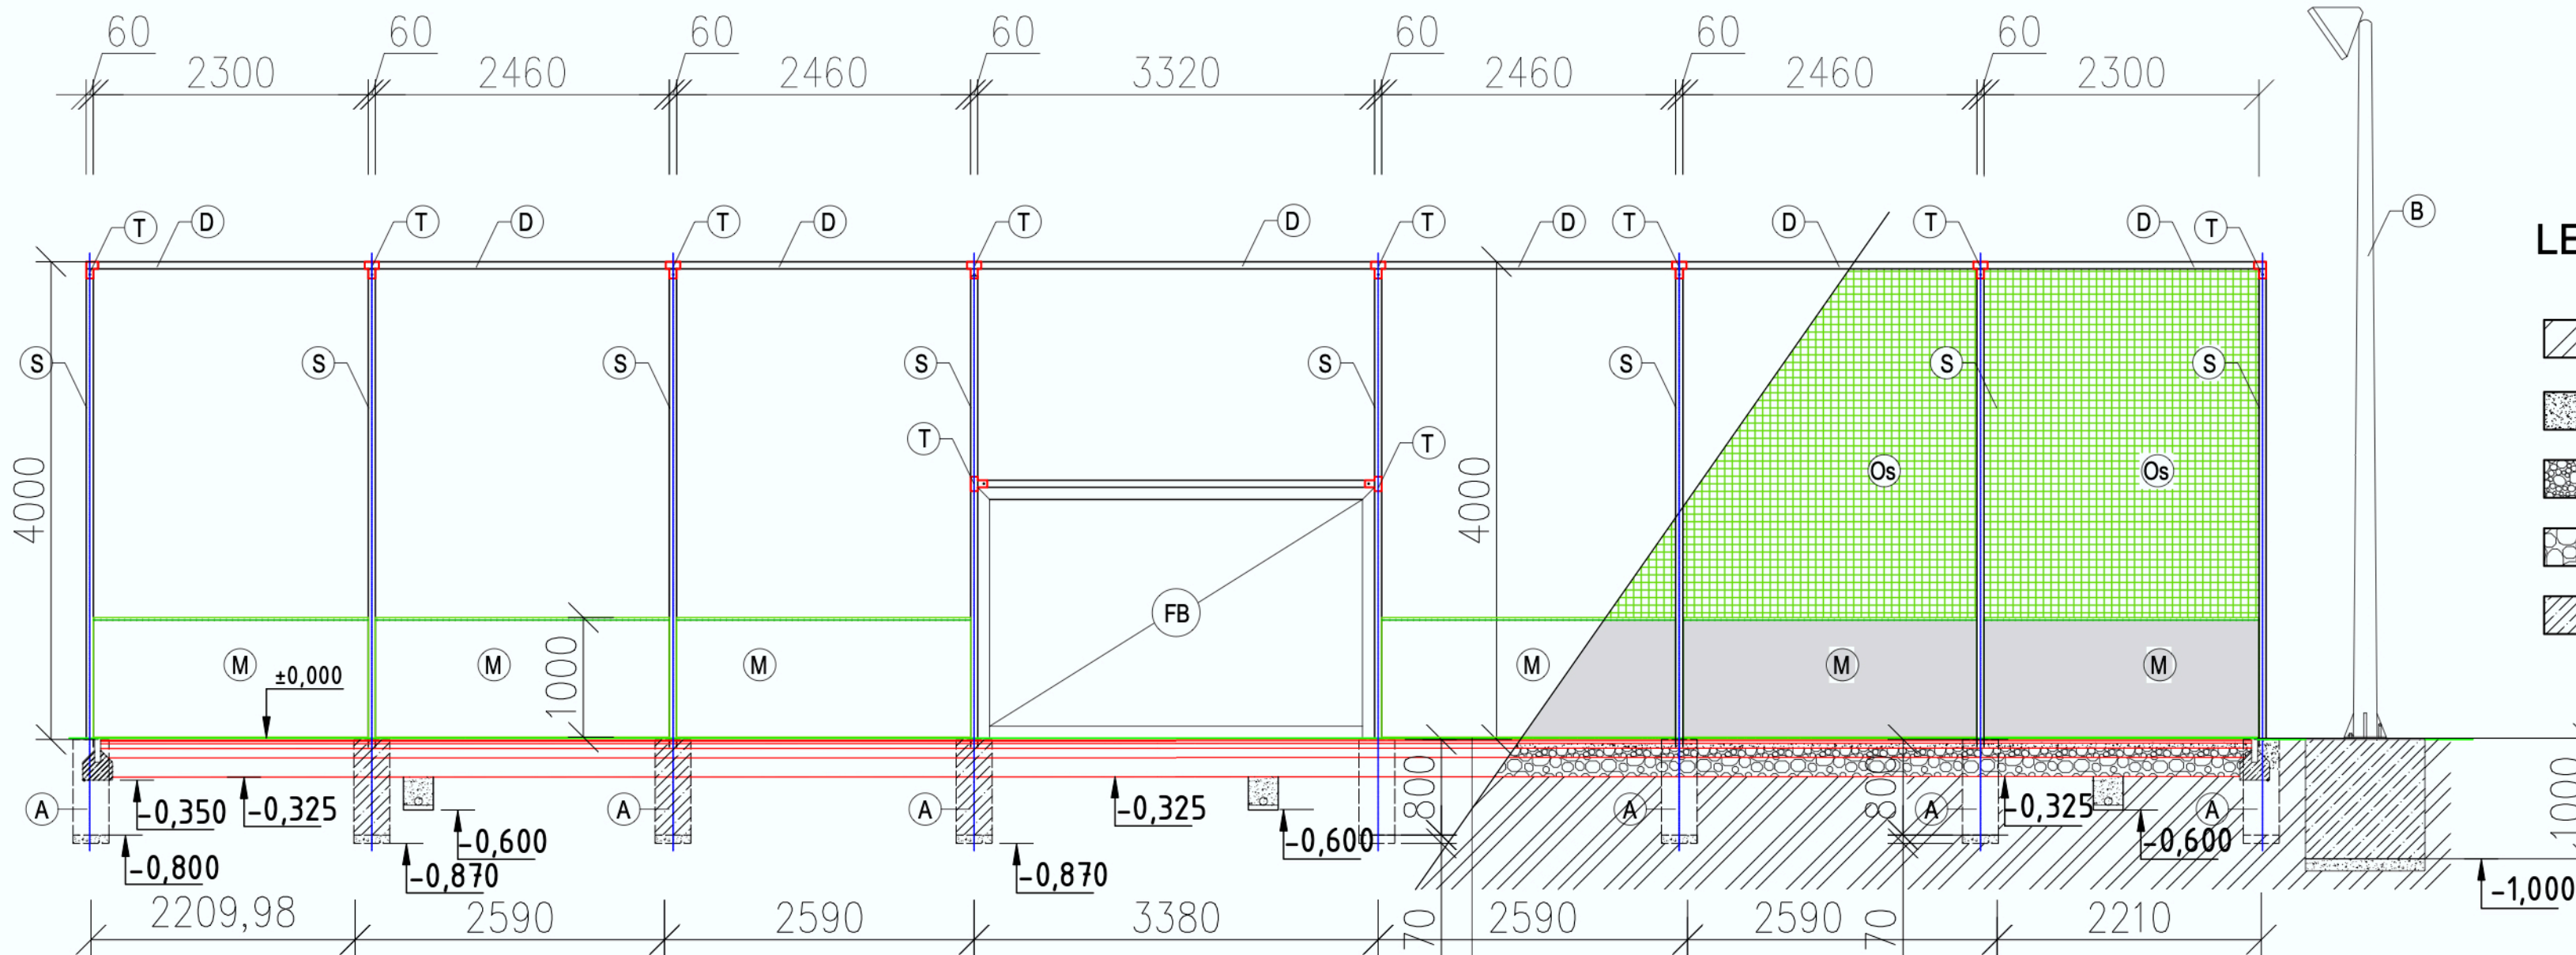 60 60 60 60 60 60 60
2300 2460 2460 3320 2460 2460 2300
T D T D T D T D T D T D T D T B
LE
S S S S S S S S
T T
4000 4000
Os Os
FB
M M M M M M
±0,000
1000
A A A A A A
-0,350 -0,325 -0,325 -0,325
800 800
-0,600 -0,600 -0,600
-0,800 -0,870 -0,870
1000
-1,000
2209,98 2590 2590 3380 2590 2590 2210
70 70